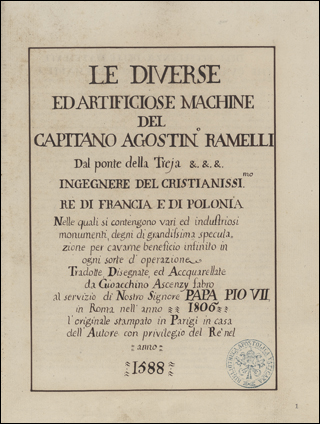 LE DIVERSE
ED ARTIFICIOSE MACHINE
DEL
CAPITANO AGOSTIN.º RAMELLI
Dal ponte della Treja &. &. &.
INGEGNERE DEL CRISTIANISSI.mo
RE DI FRANCIA E DI POLONIA
Nelle quali si contengono vari ed industriosi
monumenti, degni di grandissima specula,
zione per cavarne beneficio infinito in
ogni sorte d'operazione
Tradotte, Disegnate, ed Accquarellate
da Gioacchino Ascenzy fabro
al servizio di Nostro Signore PAPA PIO VII,
in Roma nell'anno 1806
l'originale stampato in Parigi in casa
dell'Autore con privilegio del Re'nel
anno
1588
1